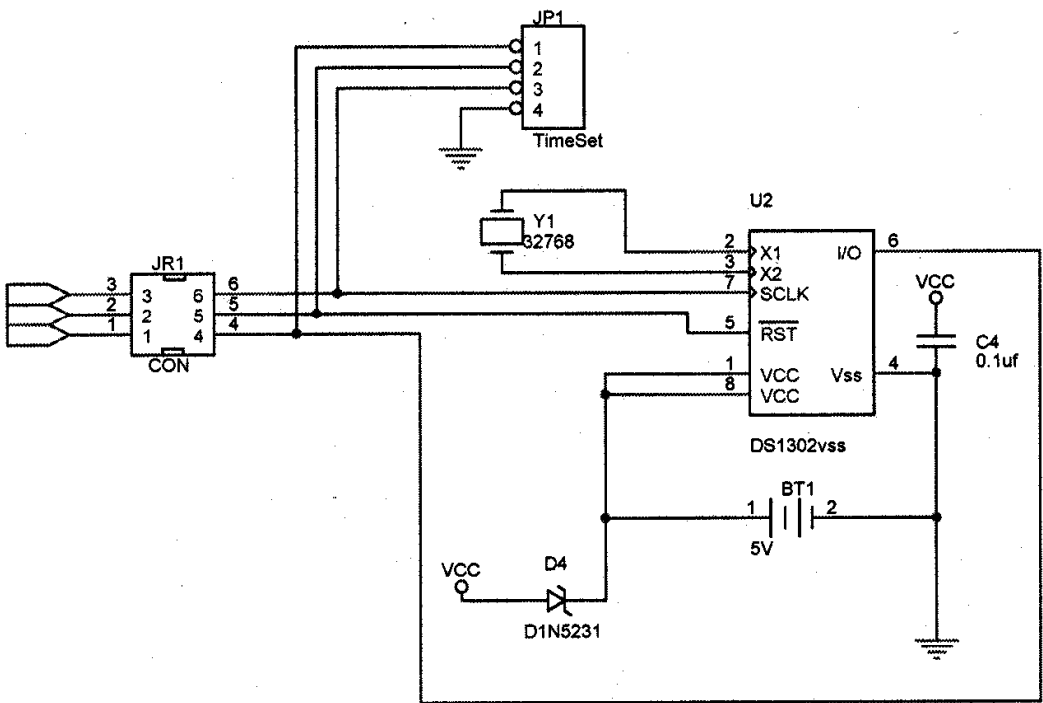 JP1
1
2
3
4
TimeSet
U2
Y1
32768
2 X1 I/O 6
3 X2
7 SCLK
5 RST
1 VCC Vss 4
8 VCC
DS1302vss
VCC
C4
0.1uf
JR1
3 3 6 6
2 2 5 5
1 1 4 4
CON
BT1
1 2
5V
D4
VCC
D1N5231